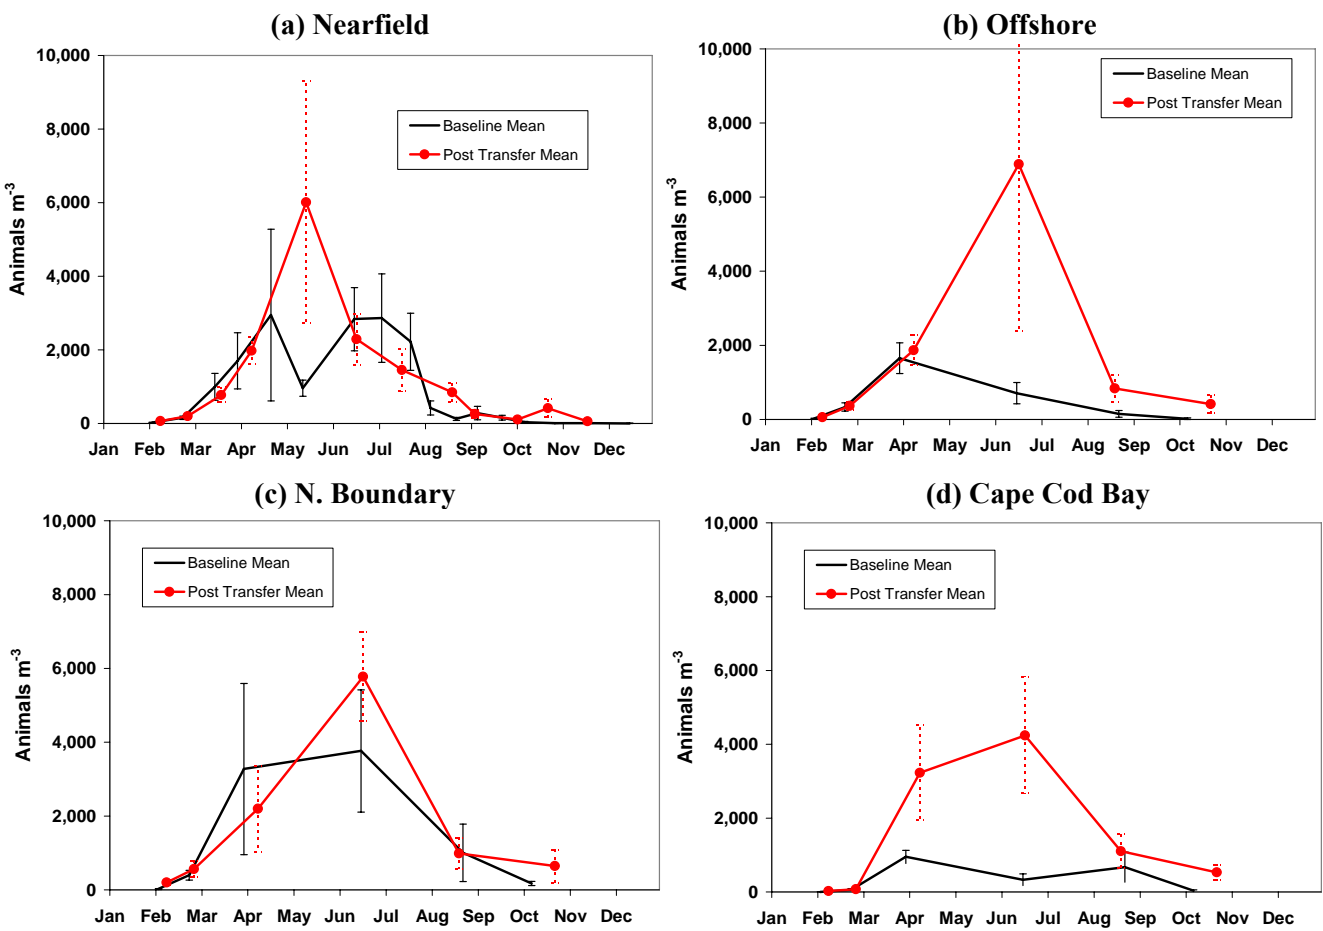 (a) Nearfield
10,000
8,000
6,000
4,000
2,000
0
Animals m-3
Baseline Mean
Post Transfer Mean
Jan Feb Mar Apr May Jun Jul Aug Sep Oct Nov Dec
(b) Offshore
10,000
8,000
6,000
4,000
2,000
0
Animals m-3
Baseline Mean
Post Transfer Mean
Jan Feb Mar Apr May Jun Jul Aug Sep Oct Nov Dec
(c) N. Boundary
10,000
8,000
6,000
4,000
2,000
0
Animals m-3
Baseline Mean
Post Transfer Mean
Jan Feb Mar Apr May Jun Jul Aug Sep Oct Nov Dec
(d) Cape Cod Bay
10,000
8,000
6,000
4,000
2,000
0
Animals m-3
Baseline Mean
Post Transfer Mean
Jan Feb Mar Apr May Jun Jul Aug Sep Oct Nov Dec